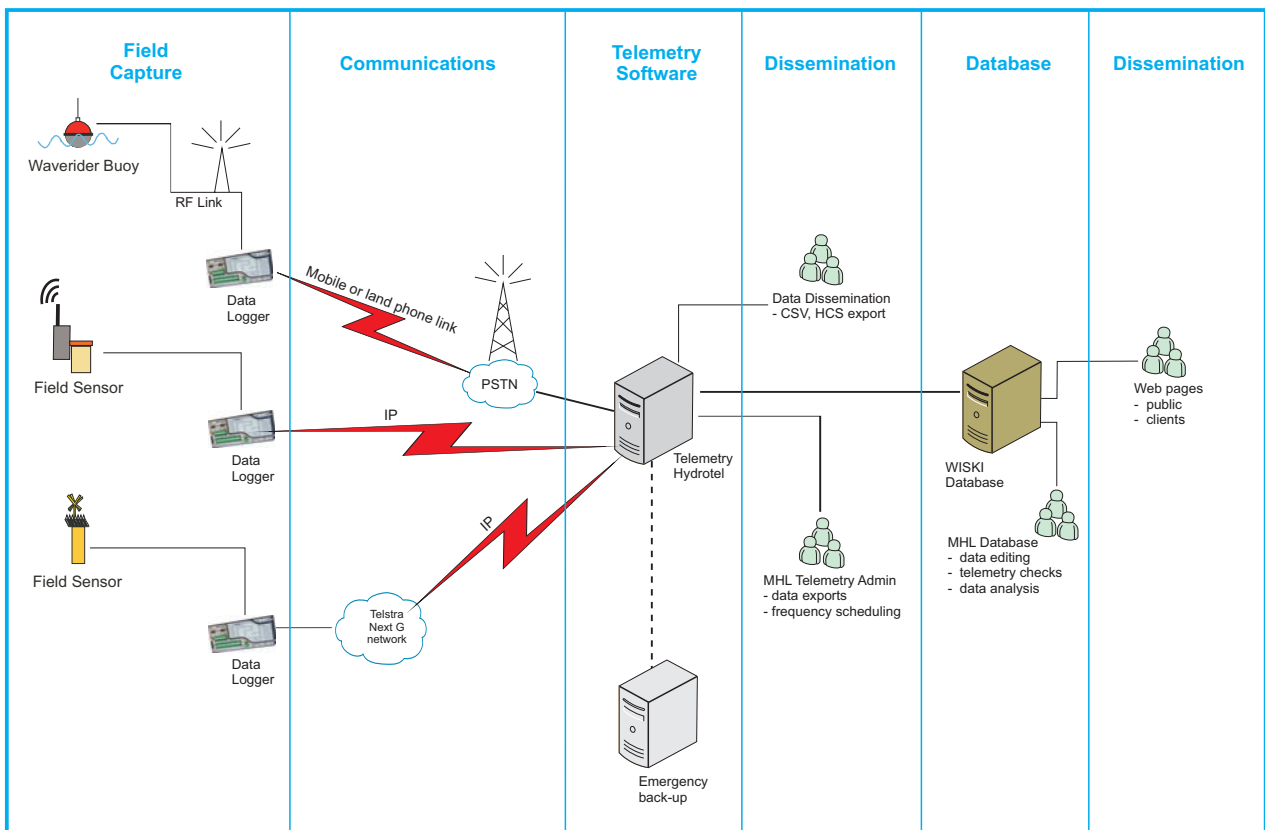 Field
Capture
Communications
Telemetry
Software
Dissemination
Database
Dissemination
Waverider Buoy
RF Link
Data
Logger
Mobile or land phone link
PSTN
Field Sensor
Data
Logger
IP
Field Sensor
Data
Logger
Telstra
Next G
network
IP
Telemetry
Hydrotel
Emergency
back-up
Data Dissemination
- CSV, HCS export
MHL Telemetry Admin
- data exports
- frequency scheduling
WISKI
Database
MHL Database
- data editing
- telemetry checks
- data analysis
Web pages
- public
- clients